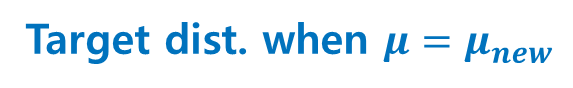 Target dist. when μ = μ_new